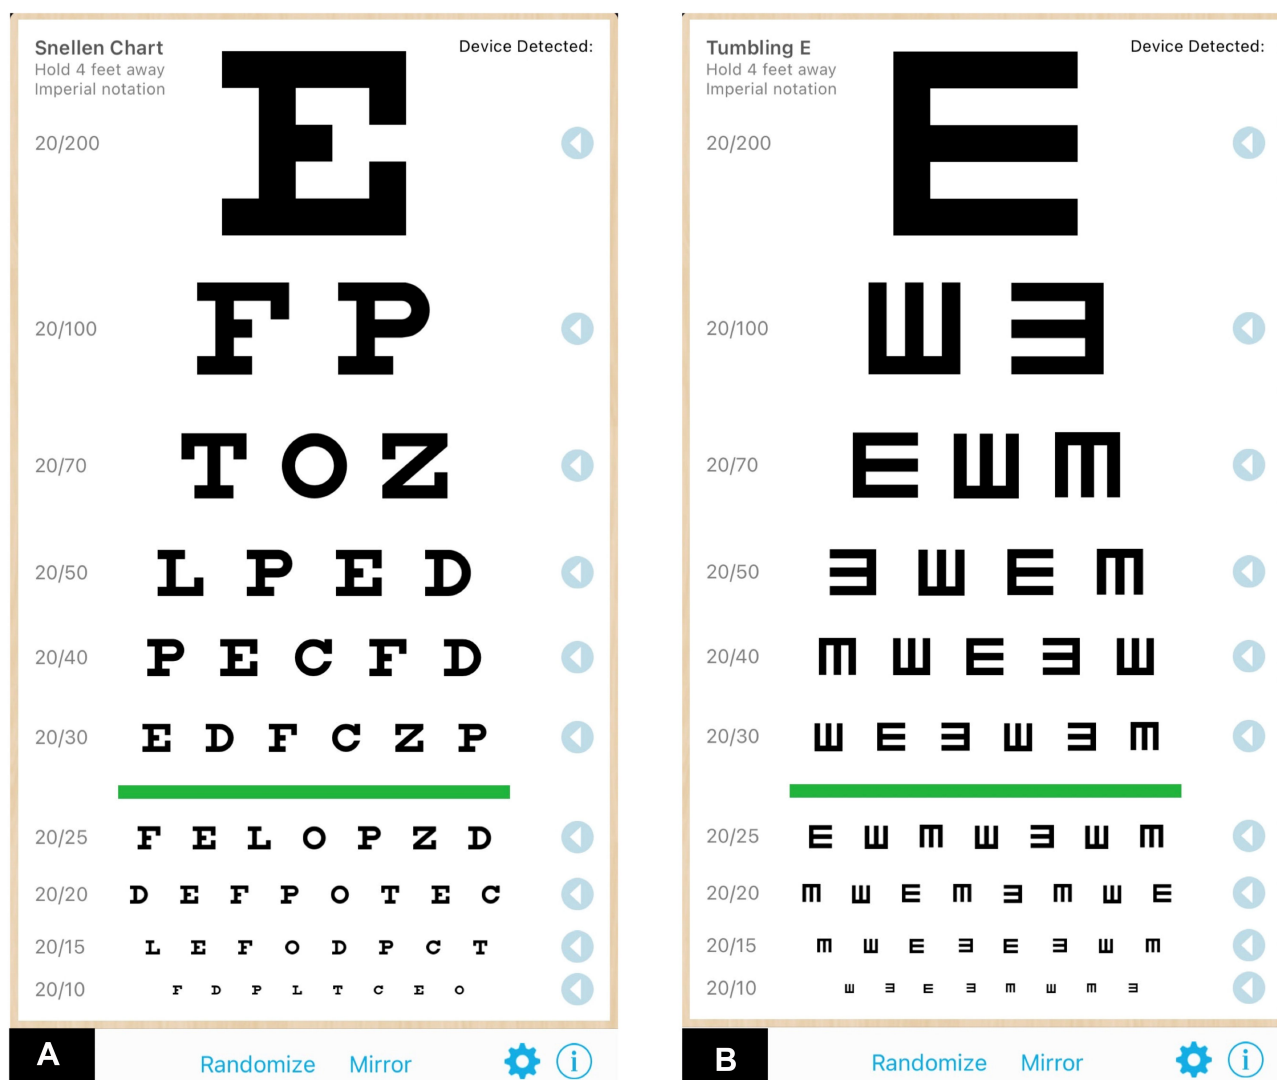 Snellen Chart
Device Detected:
Hold 4 feet away
Imperial notation
20/200 E
20/100 F P
20/70 T O Z
20/50 L P E D
20/40 P E C F D
20/30 E D F C Z P
20/25 F E L O P Z D
20/20 D E F P O T E C
20/15 L E F O D P C T
20/10 F D P L T C E O
A Randomize Mirror i
Tumbling E
Device Detected:
Hold 4 feet away
Imperial notation
20/200 E
20/100 Ш Ǝ
20/70 E Ш M
20/50 Ǝ Ш E M
20/40 M Ш E Ǝ Ш
20/30 Ш E Ǝ Ш Ǝ M
20/25 E Ш M Ш Ǝ Ш M
20/20 M Ш E M Ǝ M Ш E
20/15 M Ш E Ǝ E Ǝ Ш M
20/10 Ш Ǝ E Ǝ M Ш M Ǝ
B Randomize Mirror i